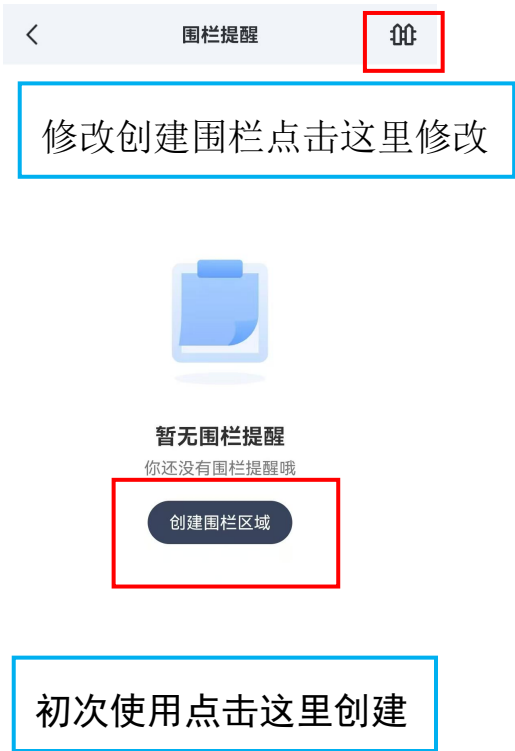 围栏提醒
修改创建围栏点击这里修改
暂无围栏提醒
你还没有围栏提醒哦
创建围栏区域
初次使用点击这里创建